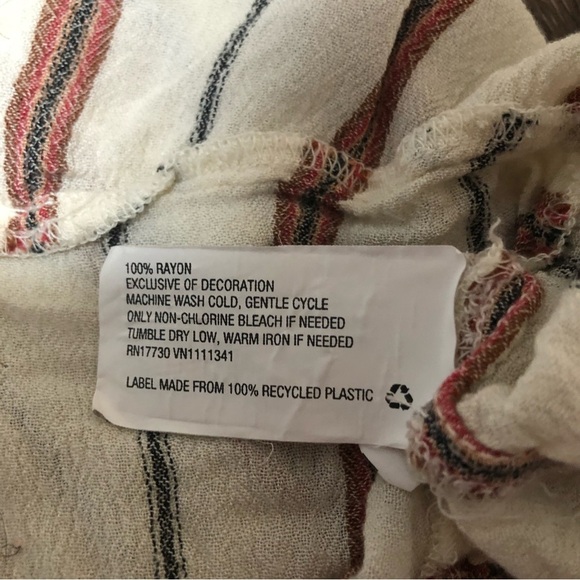 100% RAYON
EXCLUSIVE OF DECORATION
MACHINE WASH COLD, GENTLE CYCLE
ONLY NON-CHLORINE BLEACH IF NEEDED
TUMBLE DRY LOW, WARM IRON IF NEEDED
RN17730 VN1111341
LABEL MADE FROM 100% RECYCLED PLASTIC